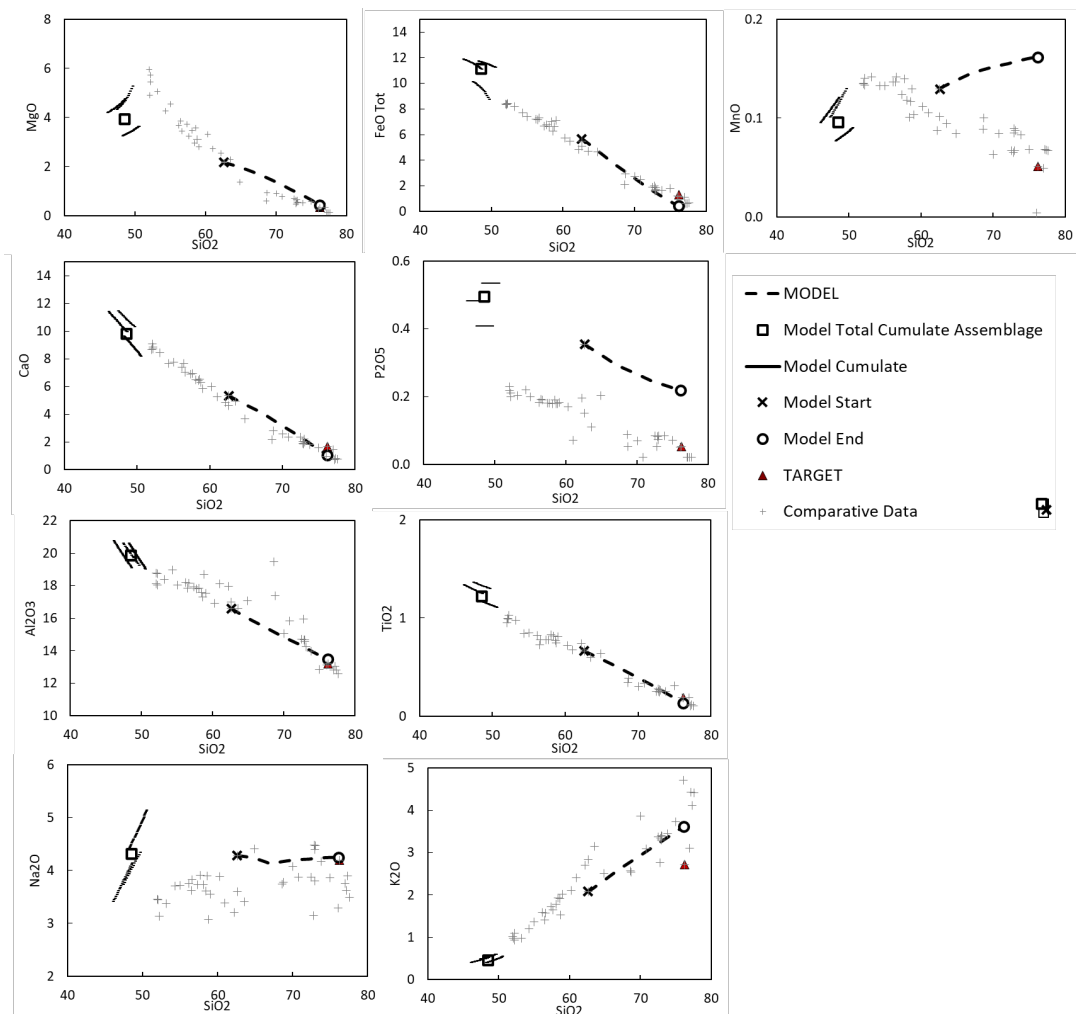 8
6
4
2
0
MgO
40 50 60 70 80
SiO2
16
14
12
10
8
6
4
2
0
FeO Tot
40 50 60 70 80
SiO2
0.2
0.1
0.0
MnO
40 50 60 70 80
SiO2
14
12
10
8
6
4
2
0
CaO
40 50 60 70 80
SiO2
0.6
0.4
0.2
0.0
P2O5
40 50 60 70 80
SiO2
MODEL
Model Total Cumulate Assemblage
Model Cumulate
Model Start
Model End
TARGET
Comparative Data
22
20
18
16
14
12
10
Al2O3
40 50 60 70 80
SiO2
2
1
0
TiO2
40 50 60 70 80
SiO2
6
5
4
3
2
Na2O
40 50 60 70 80
SiO2
5
4
3
2
1
0
K2O
40 50 60 70 80
SiO2